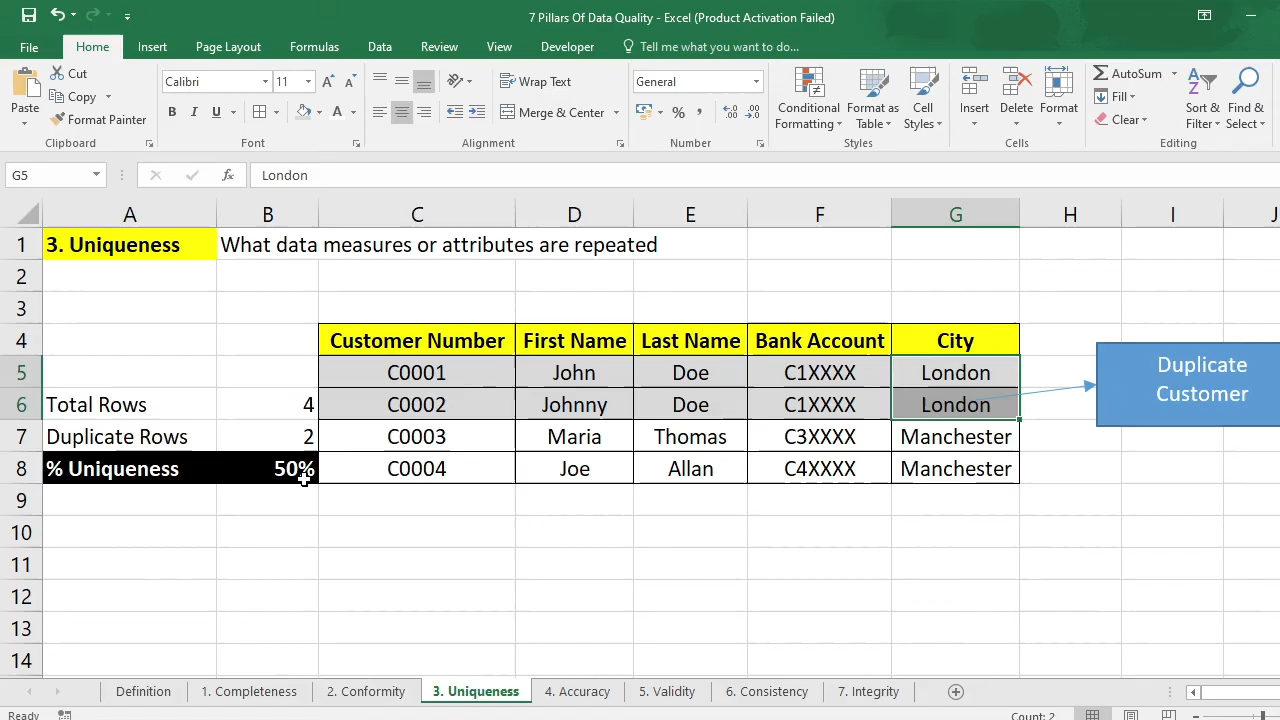 7 Pillars Of Data Quality - Excel (Product Activation Failed)
File Home Insert Page Layout Formulas Data Review View Developer Tell me what you want to do...
Paste
Cut
Copy
Format Painter
Clipboard
Calibri 11
B I U
Font
Wrap Text
Merge & Center
Alignment
General
%
Number
Conditional Formatting
Format as Table
Cell Styles
Styles
Insert Delete Format
Cells
AutoSum
Fill
Clear
Sort & Filter
Find & Select
Editing
G5 fx London
A B C D E F G H I J
1 3. Uniqueness What data measures or attributes are repeated
2
3
4 Customer Number First Name Last Name Bank Account City
5 C0001 John Doe C1XXXX London
6 Total Rows 4 C0002 Johnny Doe C1XXXX London
7 Duplicate Rows 2 C0003 Maria Thomas C3XXXX Manchester
8 % Uniqueness 50% C0004 Joe Allan C4XXXX Manchester
Duplicate
Customer
9
10
11
12
13
14
Definition 1. Completeness 2. Conformity 3. Uniqueness 4. Accuracy 5. Validity 6. Consistency 7. Integrity
Ready Count: 2